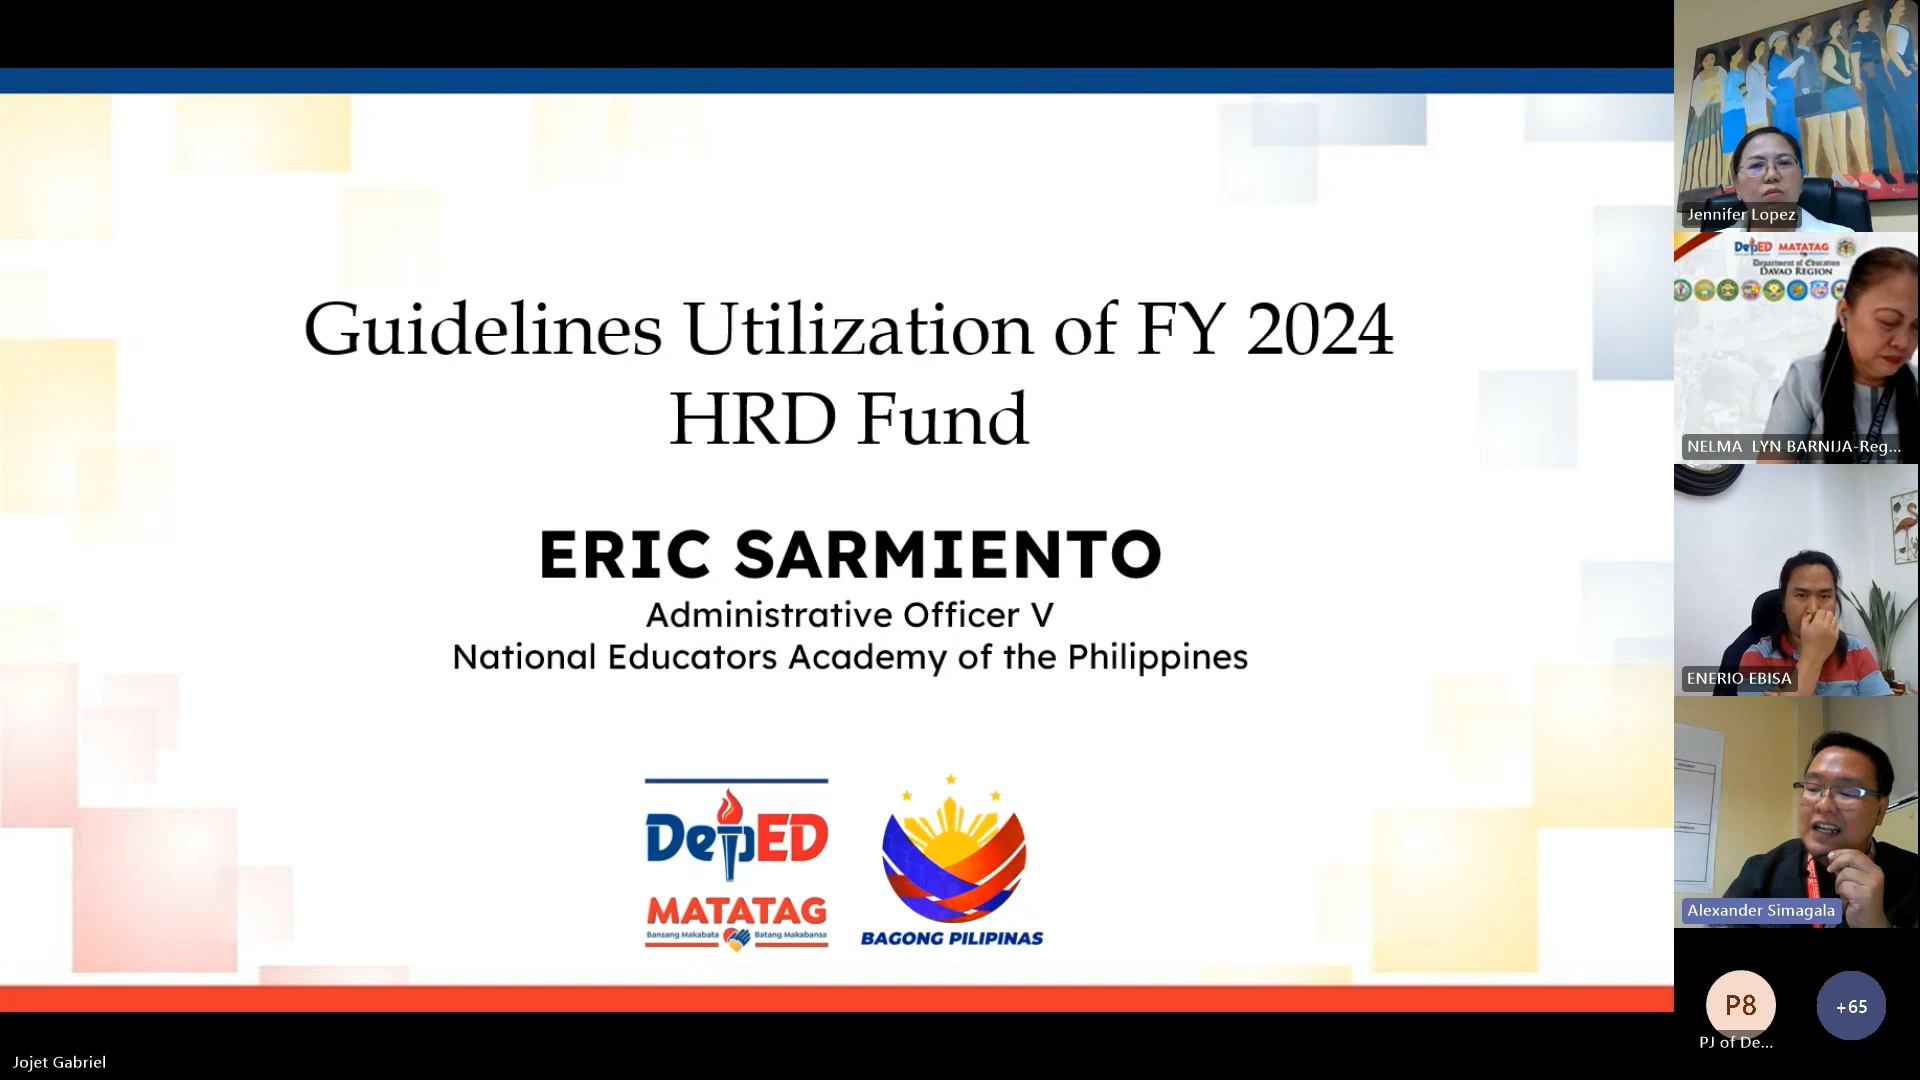 Guidelines Utilization of FY 2024
HRD Fund
ERIC SARMIENTO
Administrative Officer V
National Educators Academy of the Philippines
DepED
MATATAG
Bansang Makabata
Batang Makabansa
BAGONG PILIPINAS
Jojet Gabriel
Jennifer Lopez
DepED MATATAG
Department of Education
DAVAO REGION
NELMA LYN BARNIJA-Reg...
ENERIO EBISA
Alexander Simagala
P8
PJ of De...
+65